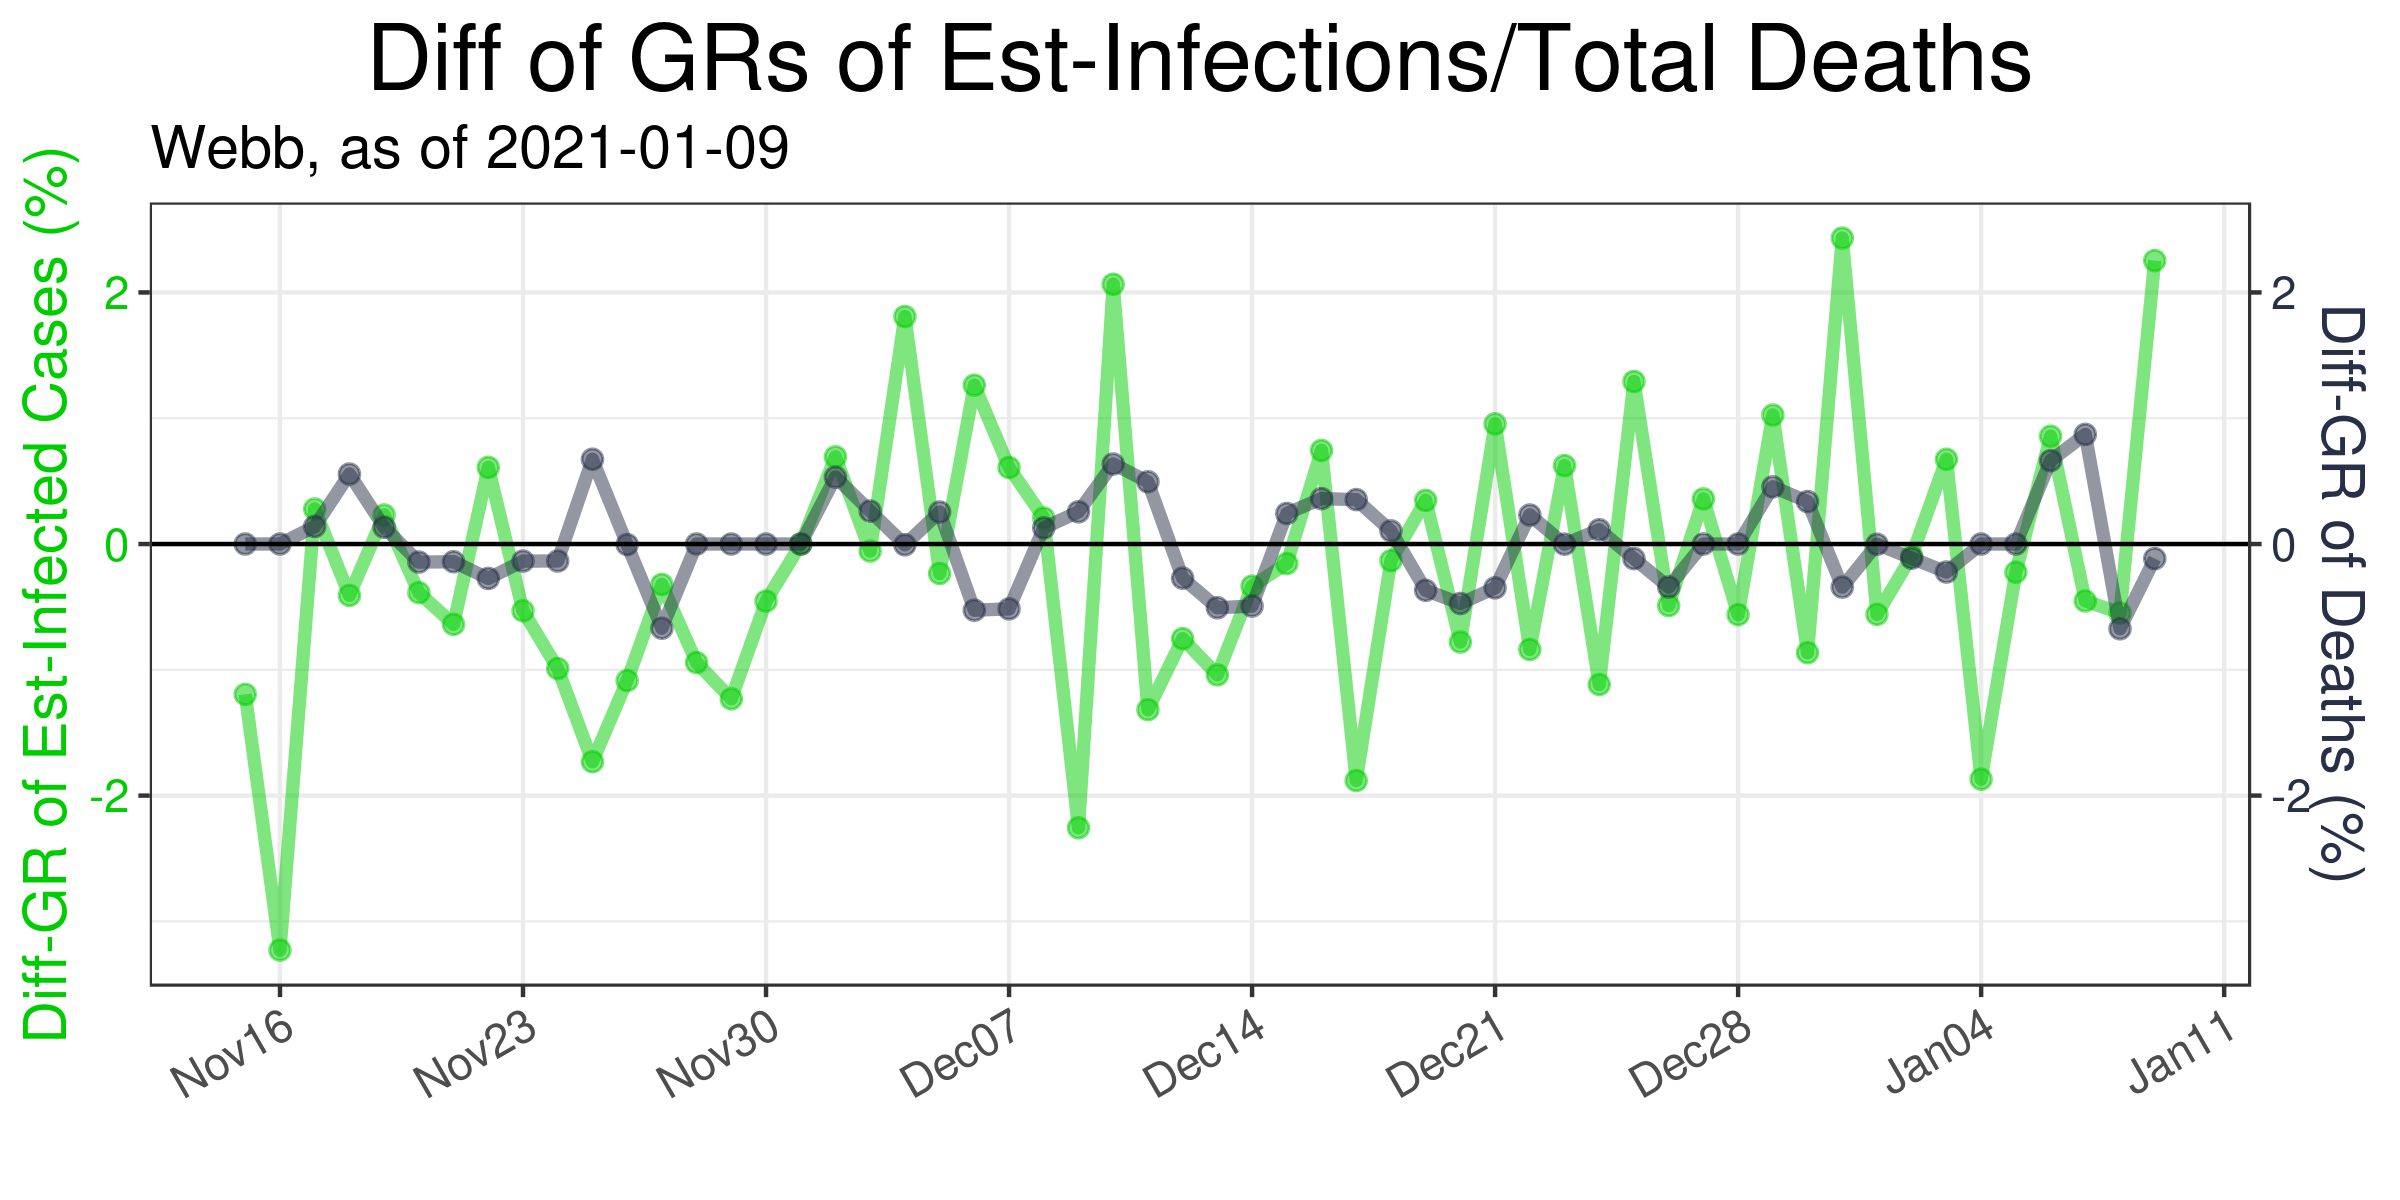 Diff of GRs of Est-Infections/Total Deaths
Webb, as of 2021-01-09
Diff-GR of Est-Infected Cases (%)
2
0
-2
2
0
-2
Diff-GR of Deaths (%)
Nov16
Nov23
Nov30
Dec07
Dec14
Dec21
Dec28
Jan04
Jan11